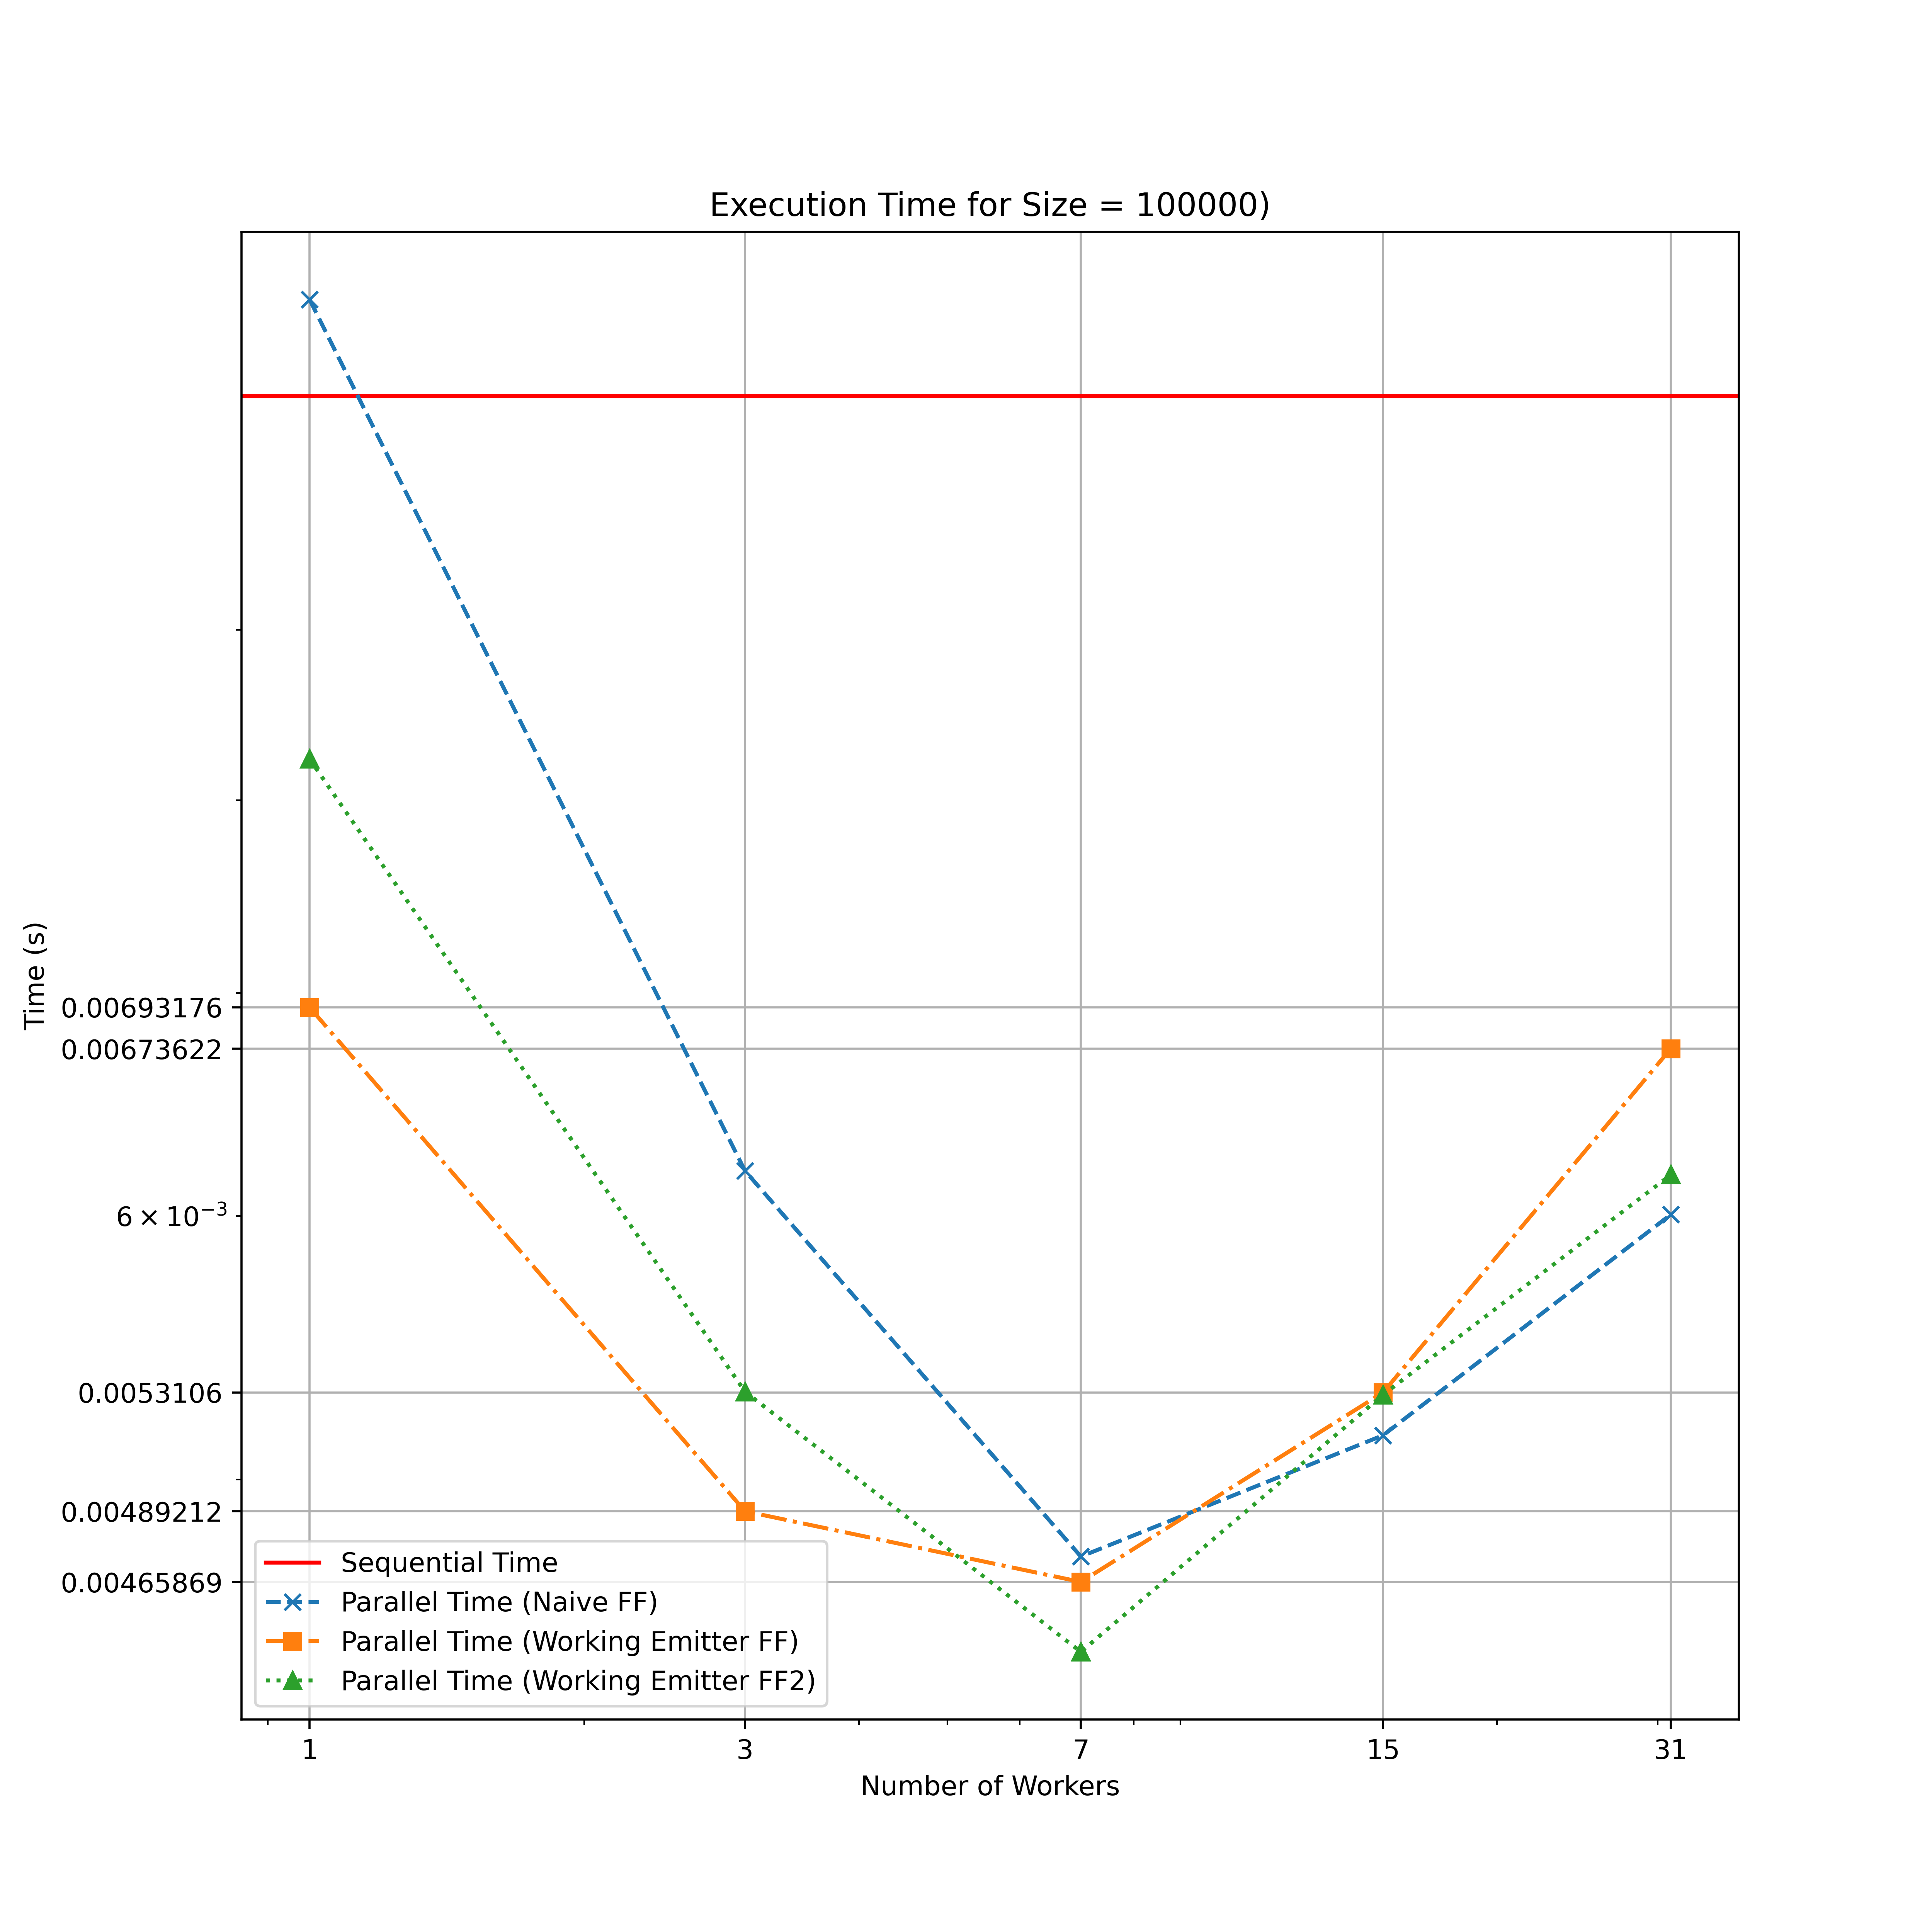 Execution Time for Size = 100000)
Time (s)
0.00693176
0.00673622
6 × 10⁻³
0.0053106
0.00489212
0.00465869
Sequential Time
Parallel Time (Naive FF)
Parallel Time (Working Emitter FF)
Parallel Time (Working Emitter FF2)
1 3 7 15 31
Number of Workers